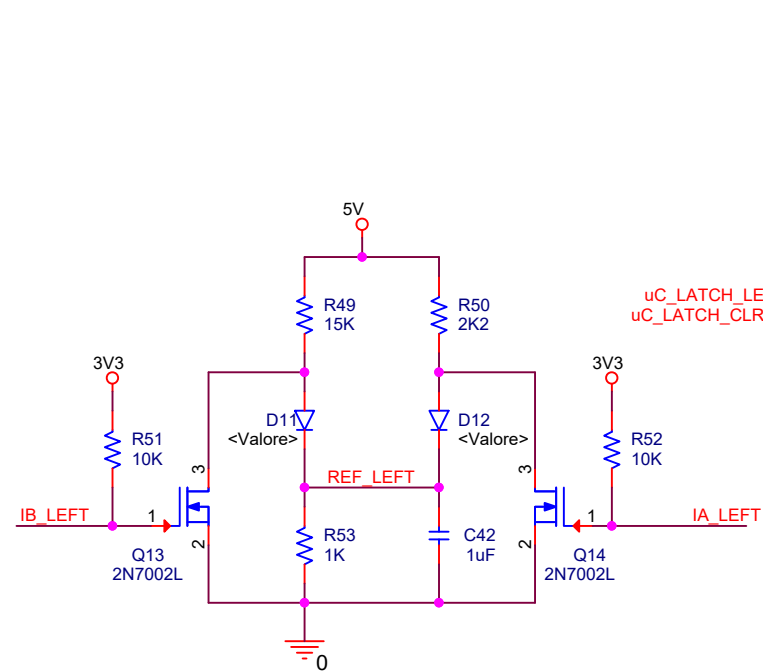 5V
R49
15K
R50
2K2
uC_LATCH_LE
uC_LATCH_CLR
3V3
3V3
R51
10K
D11
<Valore>
D12
<Valore>
R52
10K
3
3
REF_LEFT
IB_LEFT
1
1
IA_LEFT
2
R53
1K
C42
1uF
2
Q13
2N7002L
Q14
2N7002L
0